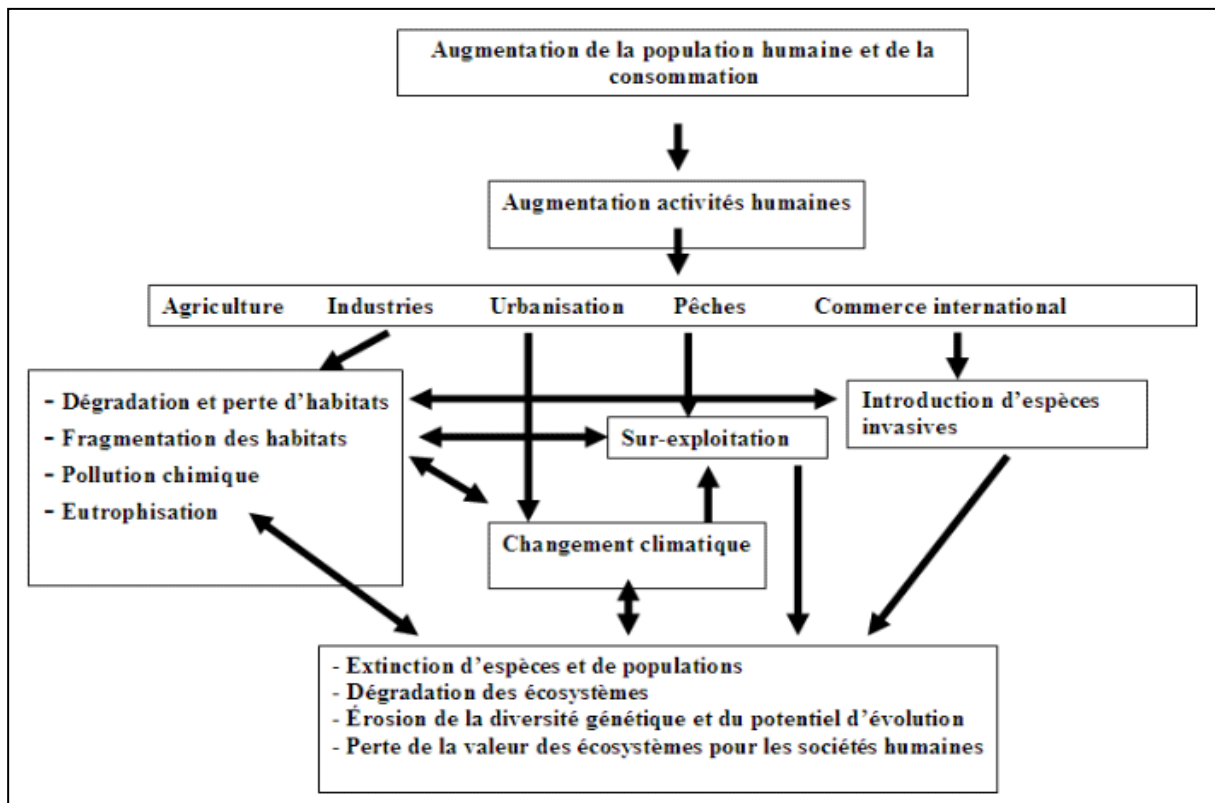 Augmentation de la population humaine et de la
consommation
Augmentation activités humaines
Agriculture Industries Urbanisation Pêches Commerce international
- Dégradation et perte d'habitats
- Fragmentation des habitats
- Pollution chimique
- Eutrophisation
Sur-exploitation
Introduction d'espèces
invasives
Changement climatique
- Extinction d'espèces et de populations
- Dégradation des écosystèmes
- Érosion de la diversité génétique et du potentiel d'évolution
- Perte de la valeur des écosystèmes pour les sociétés humaines